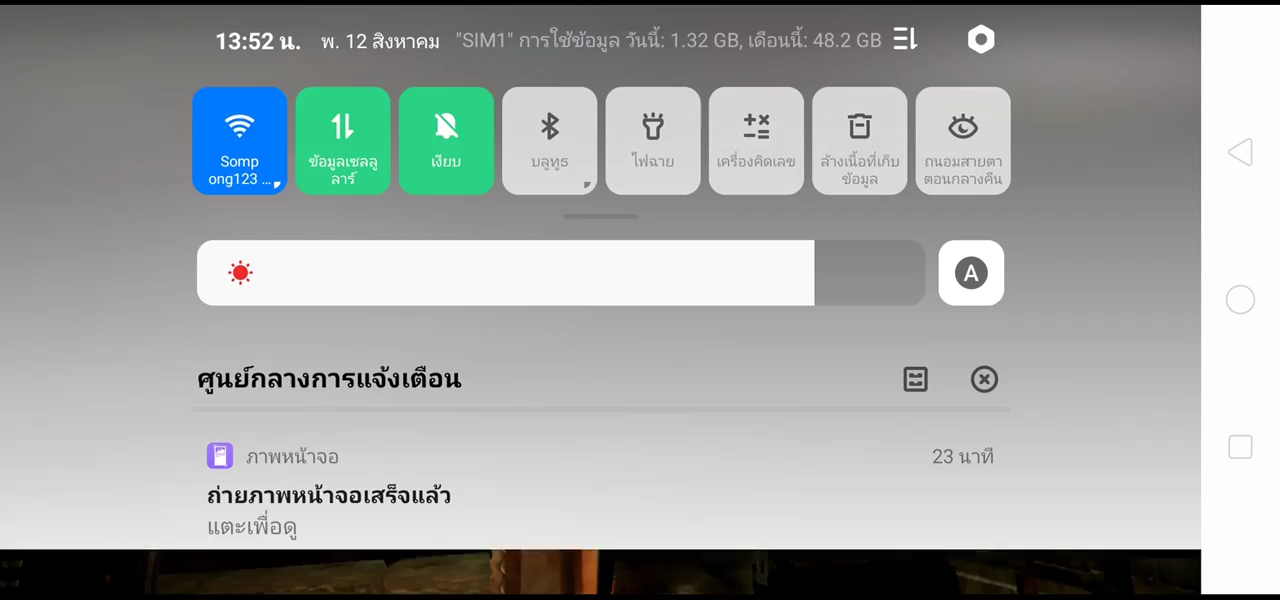 13:52 น. พ. 12 สิงหาคม "SIM1" การใช้ข้อมูล วันนี้: 1.32 GB, เดือนนี้: 48.2 GB
Somp
ong123 ...
ข้อมูลเซลลู
ลาร์
เงียบ
บลูทูธ
ไฟฉาย
เครื่องคิดเลข
ล้างเนื้อที่เก็บ
ข้อมูล
ถนอมสายตา
ตอนกลางคืน
A
ศูนย์กลางการแจ้งเตือน
ภาพหน้าจอ 23 นาที
ถ่ายภาพหน้าจอเสร็จแล้ว
แตะเพื่อดู